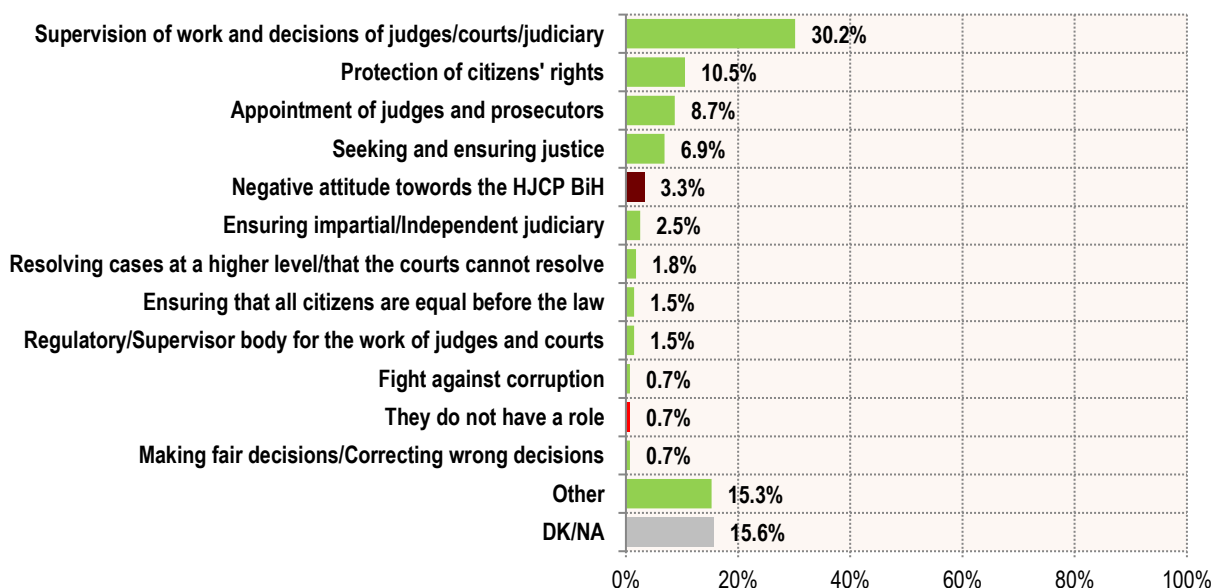 Supervision of work and decisions of judges/courts/judiciary 30.2%
Protection of citizens' rights 10.5%
Appointment of judges and prosecutors 8.7%
Seeking and ensuring justice 6.9%
Negative attitude towords the HJCP BiH 3.3%
Ensuring impartial/Independent judiciary 2.5%
Resolving cases at a higher level/that the courts cannot resolve 1.8%
Ensuring that all citizens are equal before the law 1.5%
Regulatory/Supervisor body for the work of judges and courts 1.5%
Fight against corruption 0.7%
They do not have a role 0.7%
Making fair decisions/Correcting wrong decisions 0.7%
Other 15.3%
DK/NA 15.6%
0% 20% 40% 60% 80% 100%